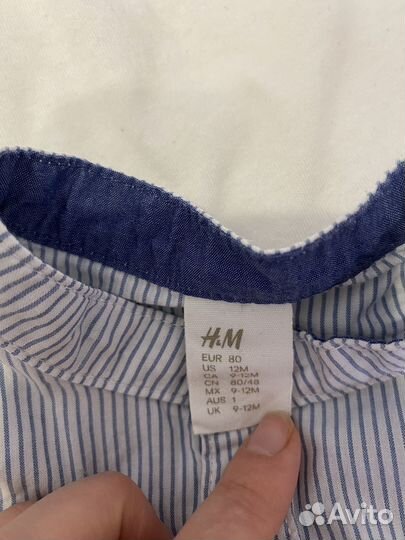 H&M
EUR 80
US 12M
CA 9-12M
CN 80/48
MX 9-12M
AUS 1
UK 9-12M
Avito